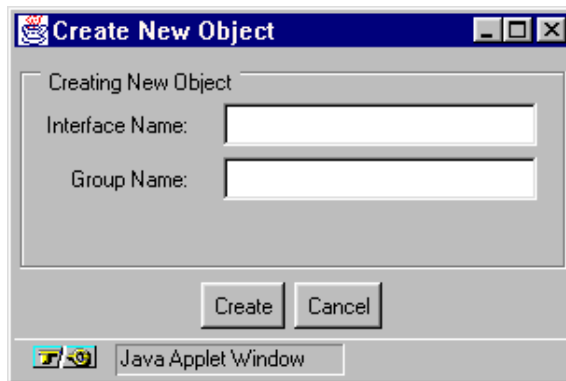 Create New Object
Creating New Object
Interface Name:
Group Name:
Create Cancel
Java Applet Window